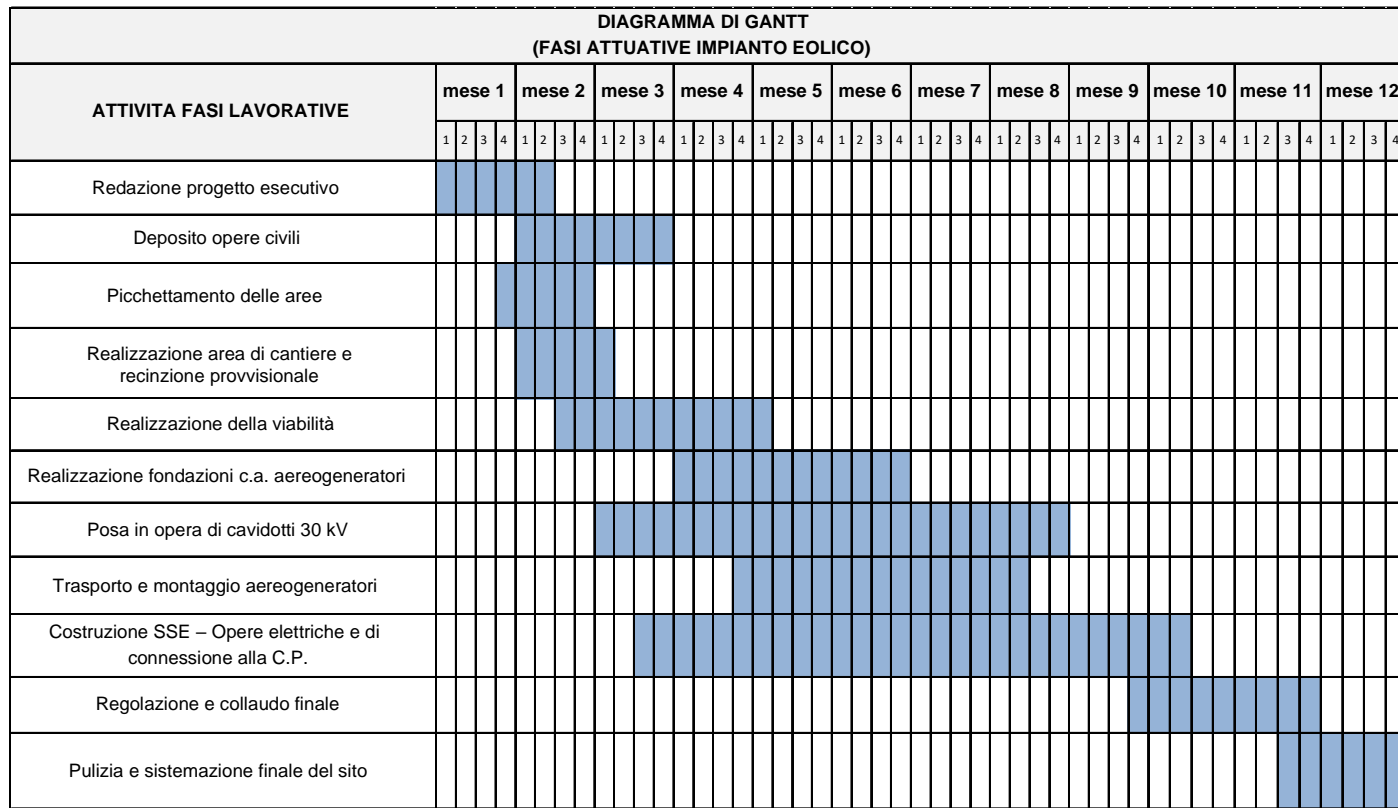 DIAGRAMMA DI GANTT
(FASI ATTUATIVE IMPIANTO EOLICO)
ATTIVITA FASI LAVORATIVE
mese 1 mese 2 mese 3 mese 4 mese 5 mese 6 mese 7 mese 8 mese 9 mese 10 mese 11 mese 12
1 2 3 4 1 2 3 4 1 2 3 4 1 2 3 4 1 2 3 4 1 2 3 4 1 2 3 4 1 2 3 4 1 2 3 4 1 2 3 4 1 2 3 4 1 2 3 4
Redazione progetto esecutivo
Deposito opere civili
Picchettamento delle aree
Realizzazione area di cantiere e
recinzione provvisionale
Realizzazione della viabilità
Realizzazione fondazioni c.a. aereogeneratori
Posa in opera di cavidotti 30 kV
Trasporto e montaggio aereogeneratori
Costruzione SSE – Opere elettriche e di
connessione alla C.P.
Regolazione e collaudo finale
Pulizia e sistemazione finale del sito